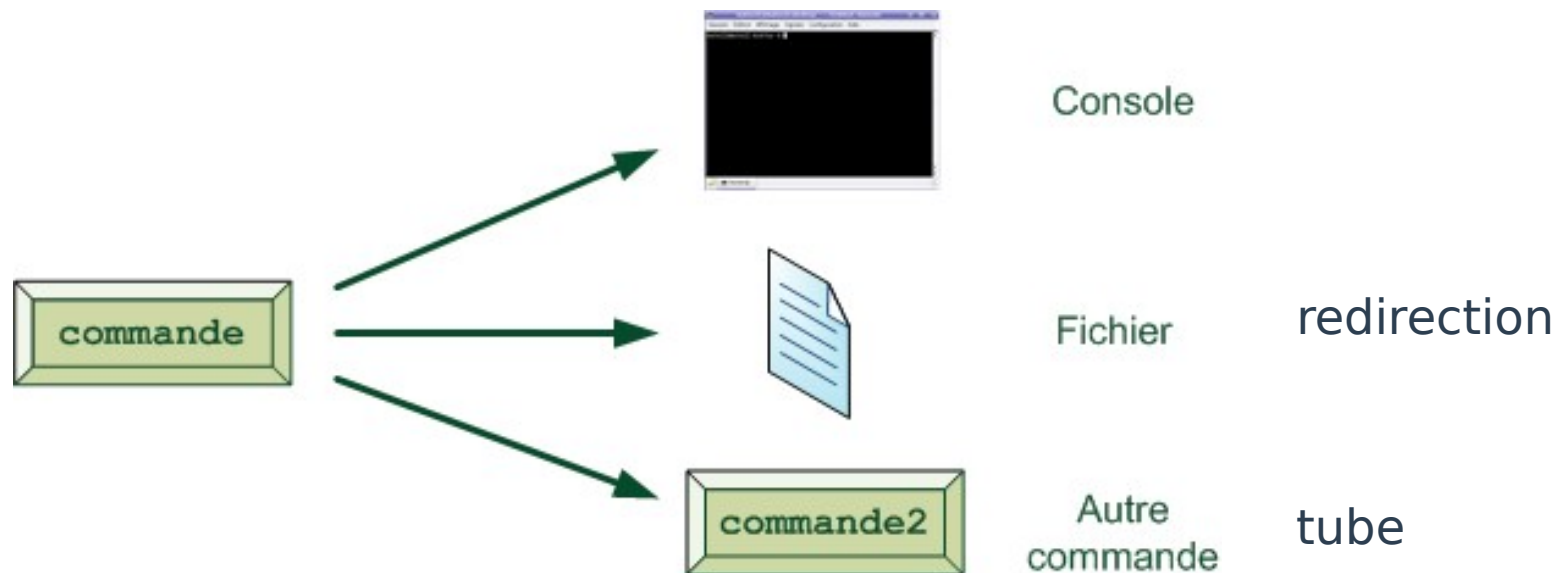 Console
commande
Fichier
redirection
commande2
Autre
commande
tube